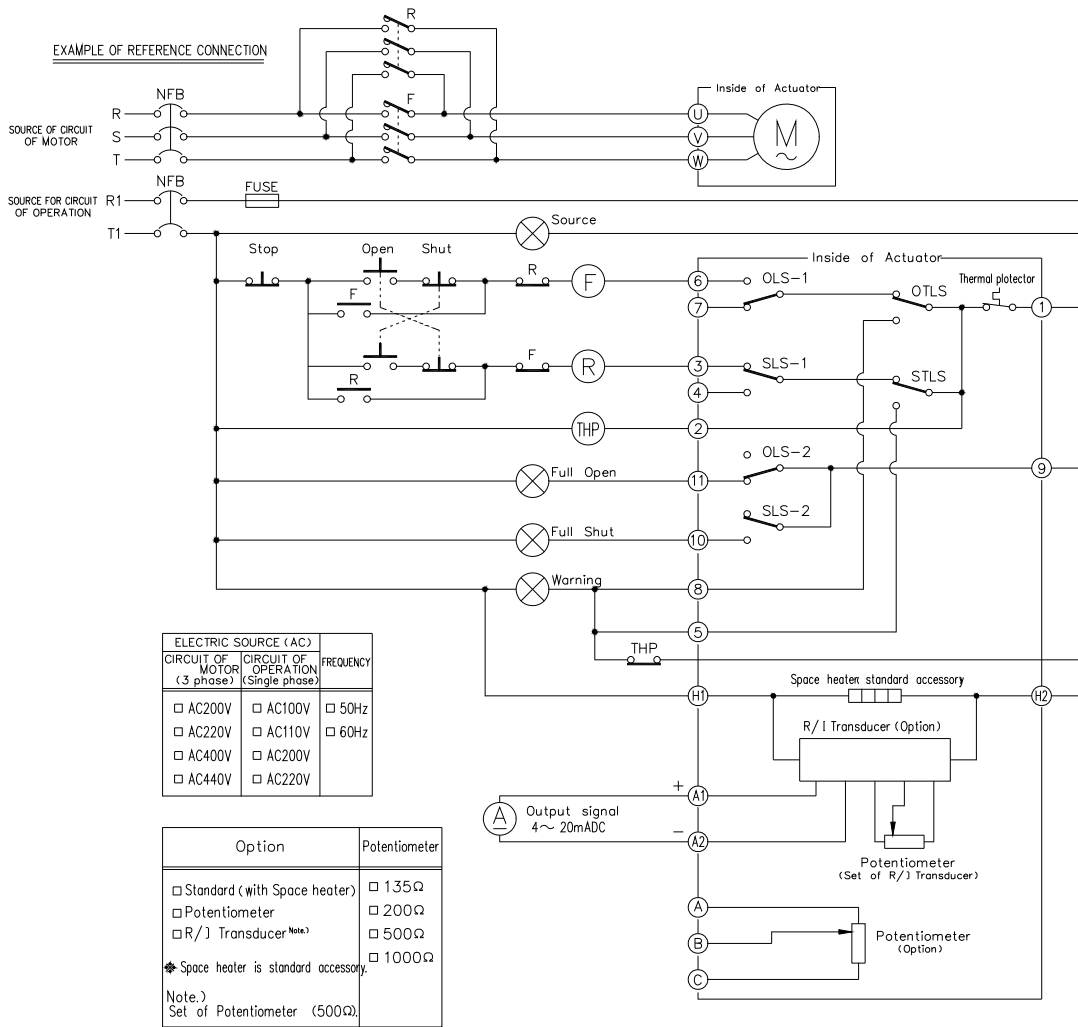 EXAMPLE OF REFERENCE CONNECTION
R
NFB
F
Inside of Actuator
R
U
SOURCE OF CIRCUIT
OF MOTOR
S
V
M
T
W
NFB
SOURCE FOR CIRCUIT
OF OPERATION
R1
FUSE
T1
Source
Stop
Open
Shut
R
F
Inside of Actuator
6
OLS-1
Thermal plotector
F
7
OTLS
1
F
R
3
SLS-1
STLS
R
4
THP
2
OLS-2
9
Full Open
11
SLS-2
Full Shut
10
Warning
8
5
THP
ELECTRIC SOURCE (AC)
CIRCUIT OF
MOTOR
(3 phase)
CIRCUIT OF
OPERATION
(Single phase)
FREQUENCY
□ AC200V □ AC100V □ 50Hz
□ AC220V □ AC110V □ 60Hz
□ AC400V □ AC200V
□ AC440V □ AC220V
H1
Space heater standard accessory
H2
R/I Transducer (Option)
+
A1
A
Output signal
4～ 20mADC
−
A2
Potentiometer
(Set of R/I Transducer)
Option
Potentiometer
□ Standard (with Space heater)
□ Potentiometer
□ R/I Transducer Note.)
Space heater is standard accessory.
Note.)
Set of Potentiometer (500Ω).
□ 135Ω
□ 200Ω
□ 500Ω
□ 1000Ω
A
B
C
Potentiometer
(Option)